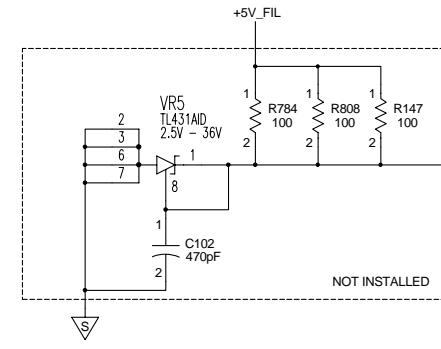 +5V_FIL
VR5
TL431AID
2.5V - 36V
2
3
6
7
1
8
1
R784
100
2
1
R808
100
2
1
R147
100
2
1
C102
470pF
2
NOT INSTALLED
S